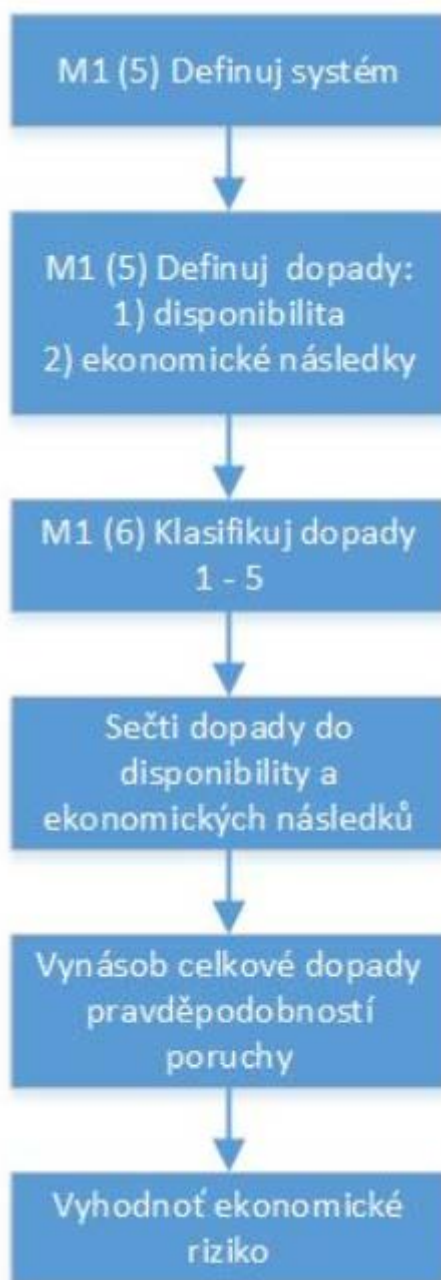 M1 (5) Definuj systém
M1 (5) Definuj dopady:
1) disponibilita
2) ekonomické následky
M1 (6) Klasifikuj dopady
1 - 5
Sečti dopady do
disponibility a
ekonomických následků
Vynásob celkové dopady
pravděpodobností
poruchy
Vyhodnoť ekonomické
riziko